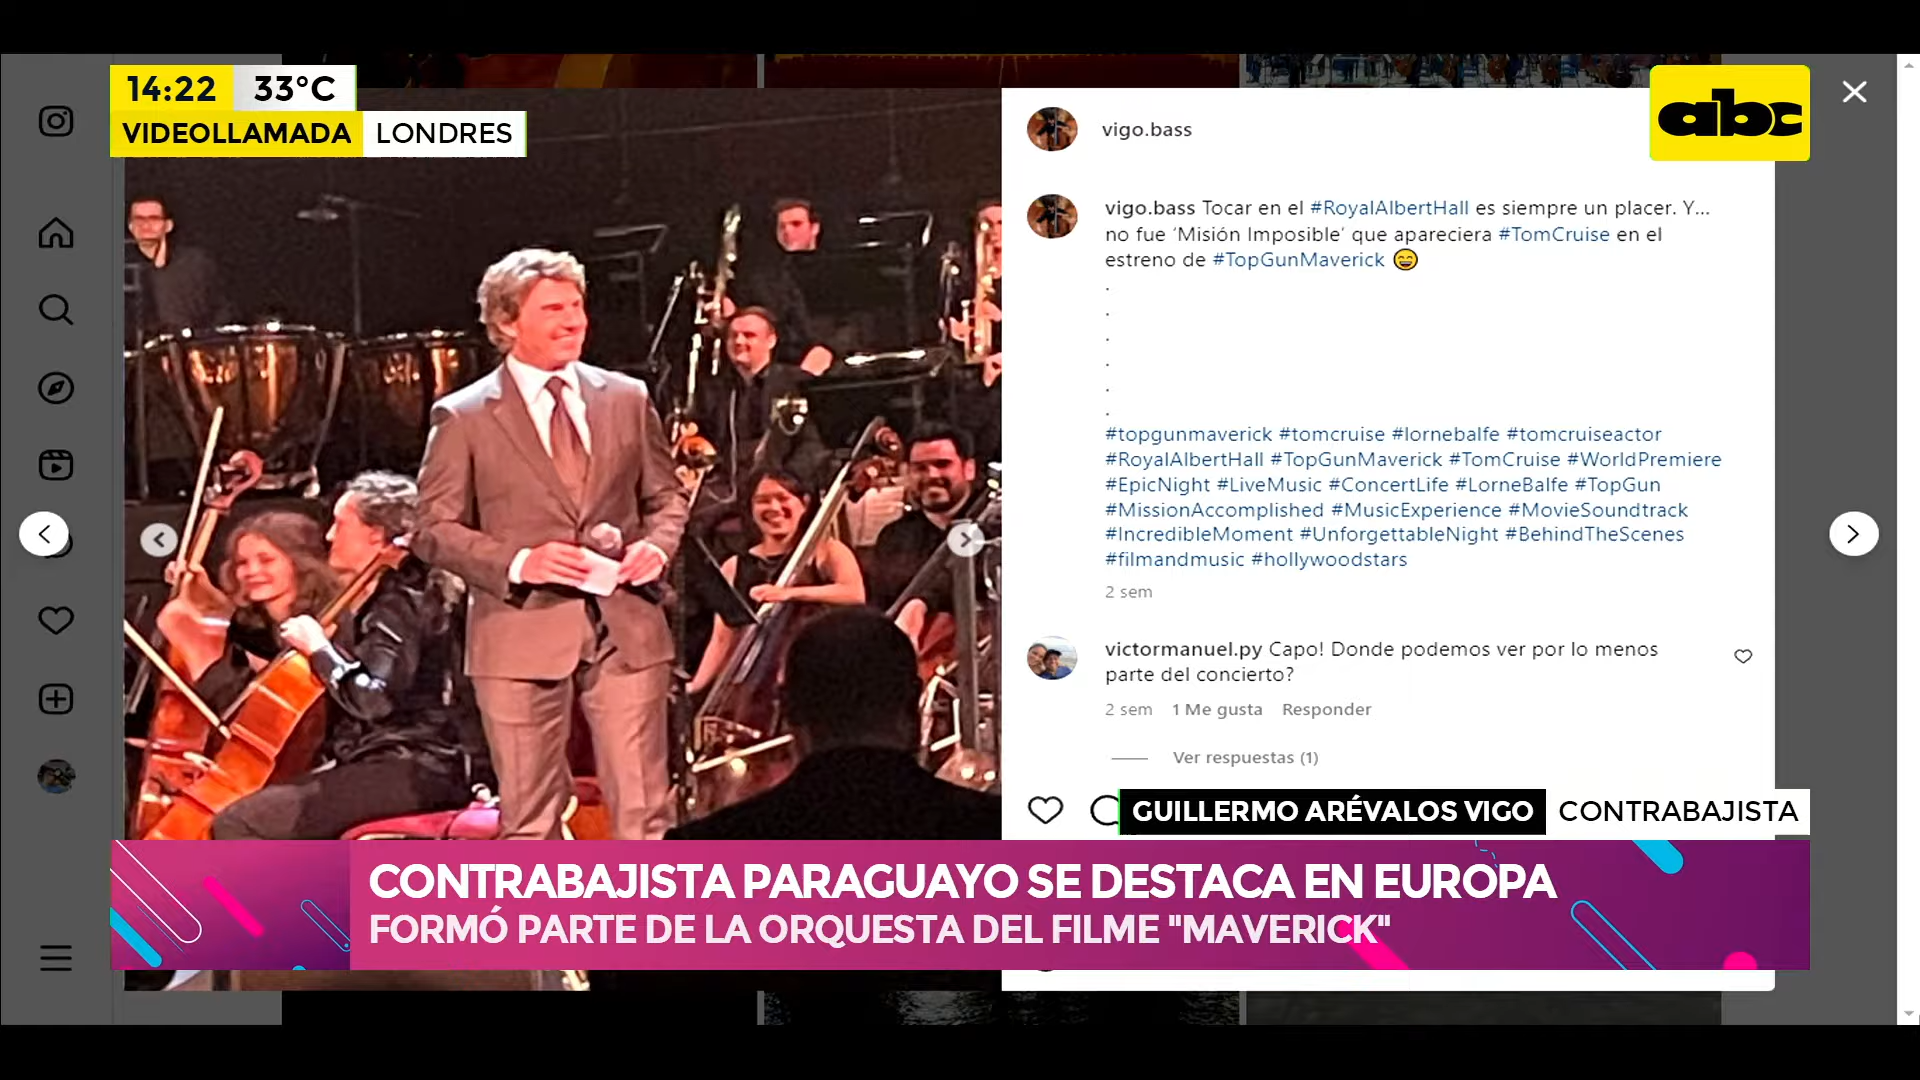 14:22 33°C
VIDEOLLAMADA LONDRES
abc
vigo.bass
vigo.bass Tocar en el #RoyalAlbertHall es siempre un placer. Y...
no fue ‘Misión Imposible’ que apareciera #TomCruise en el
estreno de #TopGunMaverick 😄
.
.
.
.
.
.
#topgunmaverick #tomcruise #lornebalfe #tomcruiseactor
#RoyalAlbertHall #TopGunMaverick #TomCruise #WorldPremiere
#EpicNight #LiveMusic #ConcertLife #LorneBalfe #TopGun
#MissionAccomplished #MusicExperience #MovieSoundtrack
#IncredibleMoment #UnforgettableNight #BehindTheScenes
#filmandmusic #hollywoodstars
2 sem
victormanuel.py Capo! Donde podemos ver por lo menos
parte del concierto?
2 sem 1 Me gusta Responder
Ver respuestas (1)
GUILLERMO ARÉVALOS VIGO CONTRABAJISTA
CONTRABAJISTA PARAGUAYO SE DESTACA EN EUROPA
FORMÓ PARTE DE LA ORQUESTA DEL FILME "MAVERICK"